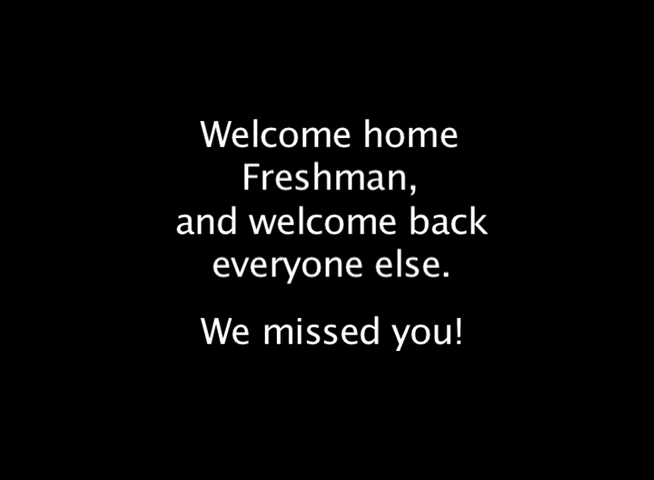 Welcome home
Freshman,
and welcome back
everyone else.
We missed you!